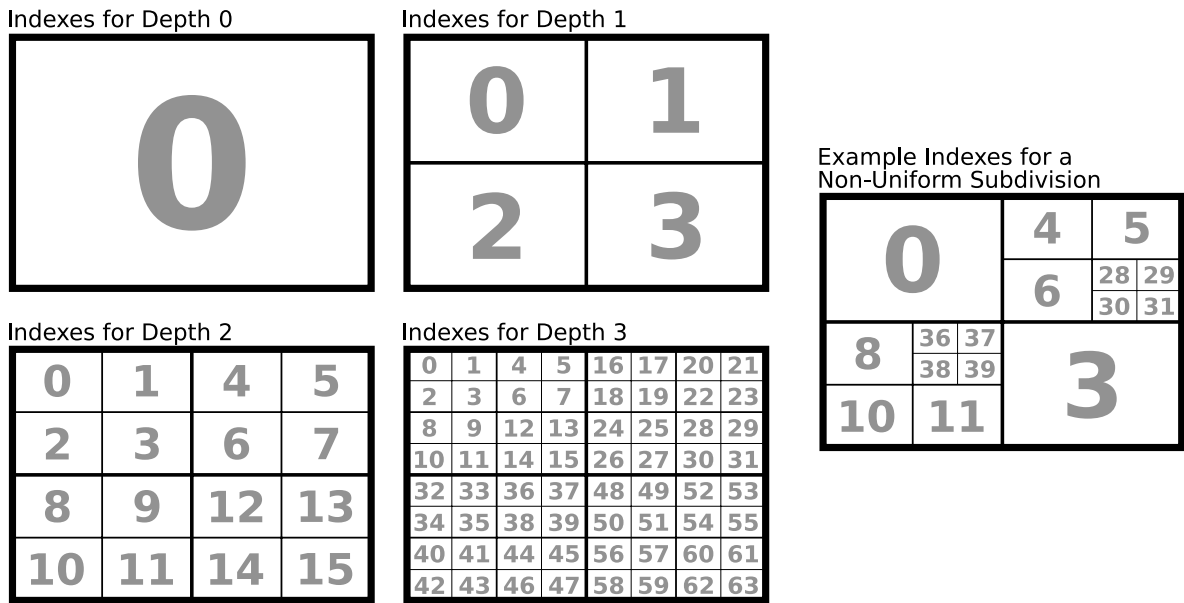 Indexes for Depth 0
0
Indexes for Depth 1
0 1
2 3
Indexes for Depth 2
0 1 4 5
2 3 6 7
8 9 12 13
10 11 14 15
Indexes for Depth 3
0 1 4 5 16 17 20 21
2 3 6 7 18 19 22 23
8 9 12 13 24 25 28 29
10 11 14 15 26 27 30 31
32 33 36 37 48 49 52 53
34 35 38 39 50 51 54 55
40 41 44 45 56 57 60 61
42 43 46 47 58 59 62 63
Example Indexes for a
Non-Uniform Subdivision
0 4 5
6 28 29
30 31
8 36 37
38 39
3
10 11